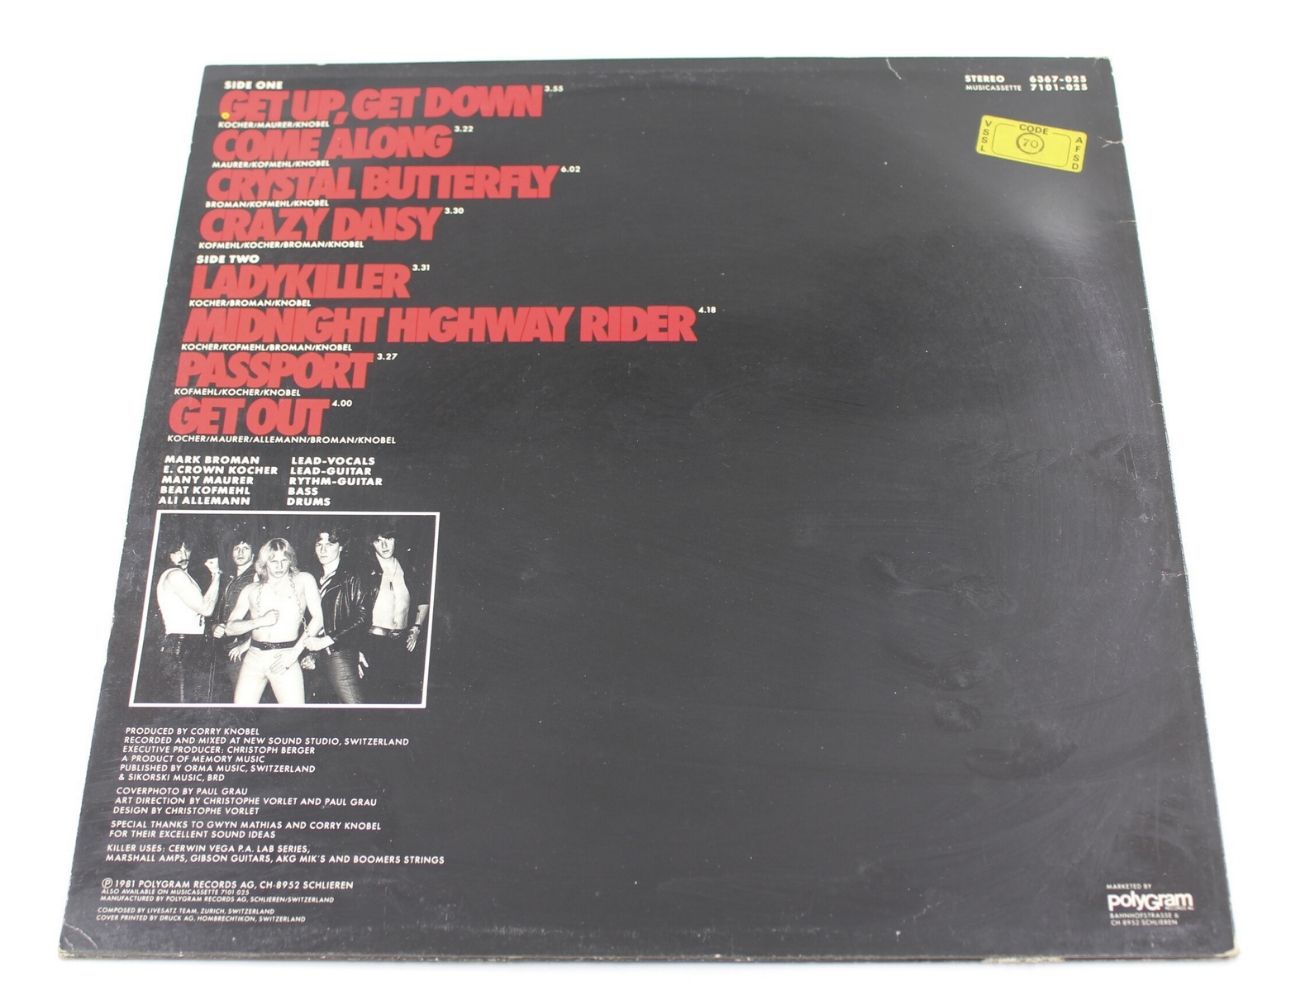 SIDE ONE
GET UP, GET DOWN 3.55
KOCHER/MAURER/KNOBEL
COME ALONG 3.22
MAURER/KOFMEHL/KNOBEL
CRYSTAL BUTTERFLY 6.02
BROMAN/KOFMEHL/KNOBEL
CRAZY DAISY 3.30
KOFMEHL/KOCHER/BROMAN/KNOBEL
SIDE TWO
LADYKILLER 3.31
KOCHER/BROMAN/KNOBEL
MIDNIGHT HIGHWAY RIDER 4.18
KOCHER/KOFMEHL/BROMAN/KNOBEL
PASSPORT 3.27
KOFMEHL/KOCHER/KNOBEL
GET OUT 4.00
KOCHER/MAURER/ALLEMANN/BROMAN/KNOBEL
MARK BROMAN LEAD-VOCALS
E. CROWN KOCHER LEAD-GUITAR
MANY MAURER RYTHM-GUITAR
BEAT KOFMEHL BASS
ALI ALLEMANN DRUMS
PRODUCED BY CORRY KNOBEL
RECORDED AND MIXED AT NEW SOUND STUDIO, SWITZERLAND
EXECUTIVE PRODUCER: CHRISTOPH BERGER
A PRODUCT OF MEMORY MUSIC
PUBLISHED BY ORMA MUSIC, SWITZERLAND
& SIKORSKI MUSIC, BRD
COVERPHOTO BY PAUL GRAU
ART DIRECTION BY CHRISTOPHE VORLET AND PAUL GRAU
DESIGN BY CHRISTOPHE VORLET
SPECIAL THANKS TO GWYN MATHIAS AND CORRY KNOBEL
FOR THEIR EXCELLENT SOUND IDEAS
KILLER USES: CERWIN VEGA P.A. LAB SERIES,
MARSHALL AMPS, GIBSON GUITARS, AKG MIK'S AND BOOMERS STRINGS
℗ 1981 POLYGRAM RECORDS AG, CH-8952 SCHLIEREN
ALSO AVAILABLE ON MUSICASSETTE 7101 025
MANUFACTURED BY POLYGRAM RECORDS AG, SCHLIEREN/SWITZERLAND
COMPOSED BY LIVESATZ TEAM, ZURICH, SWITZERLAND
COVER PRINTED BY DRUCK AG, HOMBRECHTIKON, SWITZERLAND
STEREO 6367-025
MUSICASSETTE 7101-025
VSSL
CODE
70
AFSD
MARKETED BY
polyGram
RECORDS AG
BAHNHOFSTRASSE 6
CH-8952 SCHLIEREN